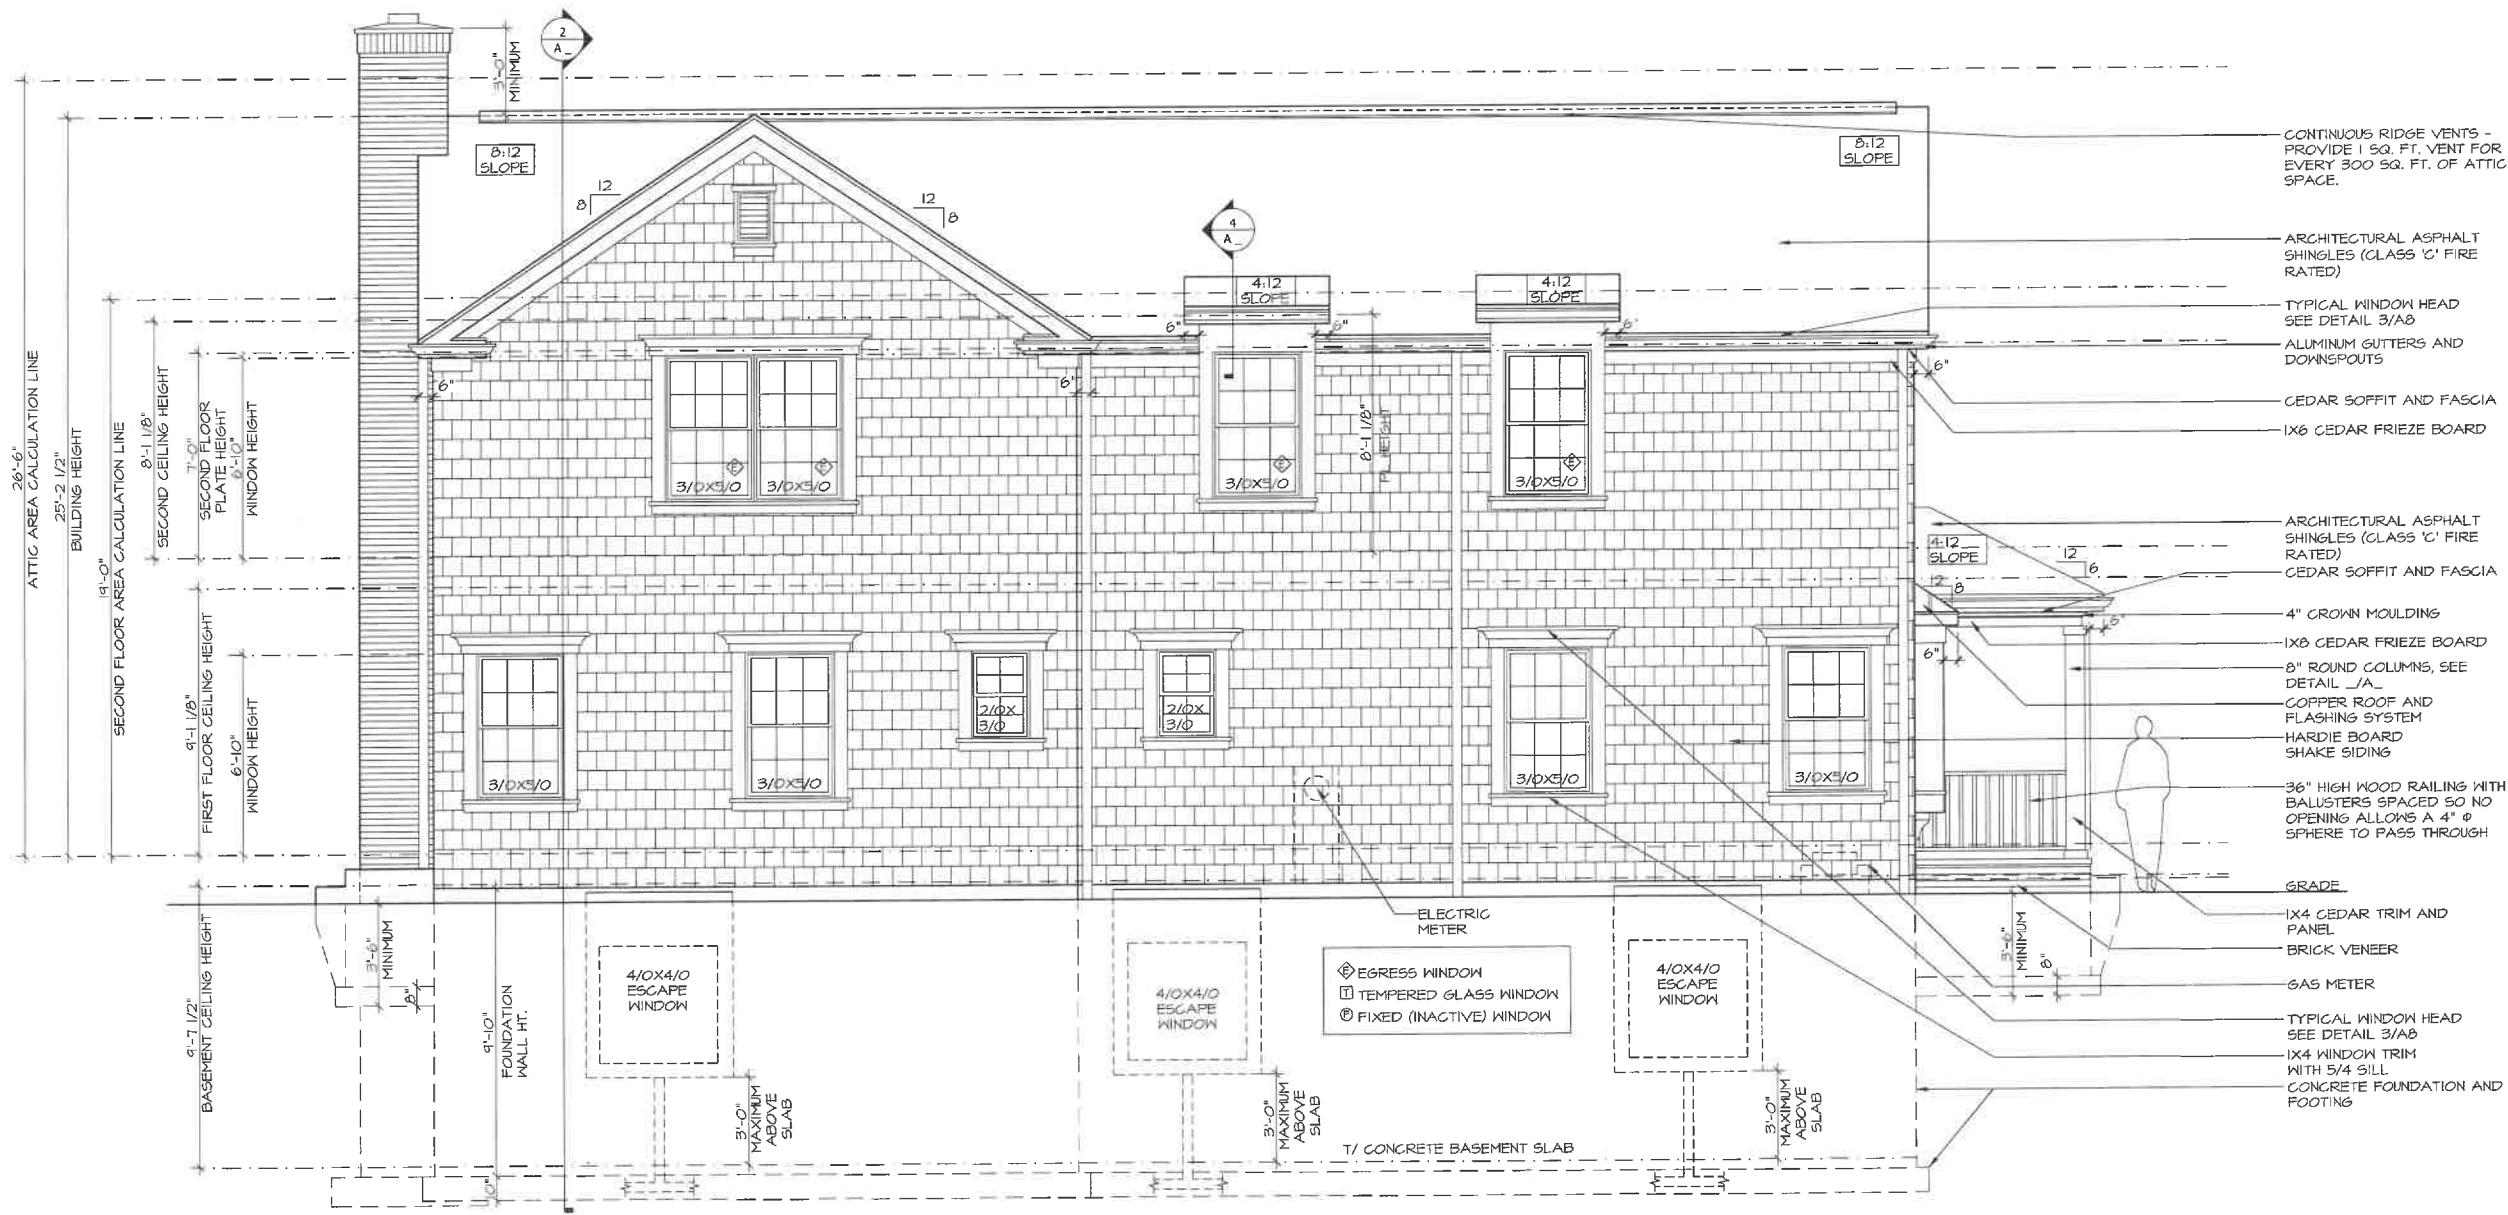 2
A_
3'-0"
MINIMUM
8:12
SLOPE
8:12
SLOPE
12
8
12
8
4
A_
4:12
SLOPE
4:12
SLOPE
6"
6"
6"
6"
6"
6"
26'-6"
ATTIC AREA CALCULATION LINE
25'-2 1/2"
BUILDING HEIGHT
19'-0"
SECOND FLOOR AREA CALCULATION LINE
8'-1 1/8"
SECOND CEILING HEIGHT
7'-0"
SECOND FLOOR
PLATE HEIGHT
6'-10"
WINDOW HEIGHT
9'-1 1/8"
FIRST FLOOR CEILING HEIGHT
6'-10"
WINDOW HEIGHT
8'-1 1/8"
PL HEIGHT
E
E
E
E
3/0X5/0
3/0X5/0
3/0X5/0
3/0X5/0
2/0X
3/0
2/0X
3/0
3/0X5/0
3/0X5/0
3/0X5/0
3/0X5/0
4:12
SLOPE
12
6
12
8
6"
6"
CONTINUOUS RIDGE VENTS -
PROVIDE 1 SQ. FT. VENT FOR
EVERY 300 SQ. FT. OF ATTIC
SPACE.
ARCHITECTURAL ASPHALT
SHINGLES (CLASS 'C' FIRE
RATED)
TYPICAL WINDOW HEAD
SEE DETAIL 3/A8
ALUMINUM GUTTERS AND
DOWNSPOUTS
CEDAR SOFFIT AND FASCIA
1X6 CEDAR FRIEZE BOARD
ARCHITECTURAL ASPHALT
SHINGLES (CLASS 'C' FIRE
RATED)
CEDAR SOFFIT AND FASCIA
4" CROWN MOULDING
1X8 CEDAR FRIEZE BOARD
8" ROUND COLUMNS, SEE
DETAIL _/A_
COPPER ROOF AND
FLASHING SYSTEM
HARDIE BOARD
SHAKE SIDING
36" HIGH WOOD RAILING WITH
BALUSTERS SPACED SO NO
OPENING ALLOWS A 4" Φ
SPHERE TO PASS THROUGH
GRADE
1X4 CEDAR TRIM AND
PANEL
BRICK VENEER
GAS METER
TYPICAL WINDOW HEAD
SEE DETAIL 3/A8
1X4 WINDOW TRIM
WITH 5/4 SILL
CONCRETE FOUNDATION AND
FOOTING
ELECTRIC
METER
E EGRESS WINDOW
T TEMPERED GLASS WINDOW
F FIXED (INACTIVE) WINDOW
9'-7 1/2"
BASEMENT CEILING HEIGHT
3'-6"
MINIMUM
8"
9'-10"
FOUNDATION
WALL HT.
10"
4/0X4/0
ESCAPE
WINDOW
4/0X4/0
ESCAPE
WINDOW
4/0X4/0
ESCAPE
WINDOW
3'-0"
MAXIMUM
ABOVE
SLAB
3'-0"
MAXIMUM
ABOVE
SLAB
3'-0"
MAXIMUM
ABOVE
SLAB
3'-6"
MINIMUM
8"
T/ CONCRETE BASEMENT SLAB